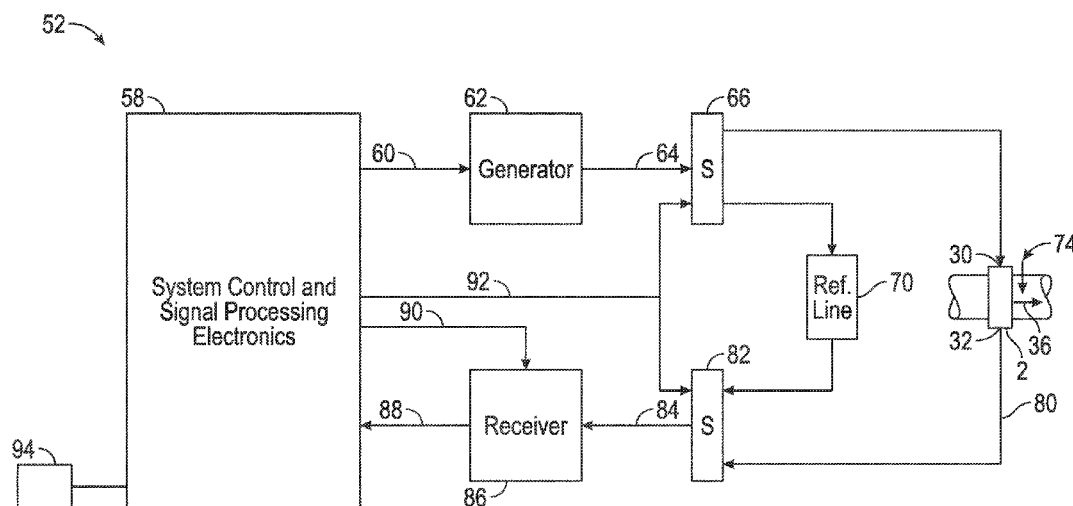 52
58
62
66
60
Generator
64
S
74
30
System Control and
Signal Processing
Electronics
92
Ref.
Line
70
90
32
2
36
82
88
Receiver
84
S
80
94
86